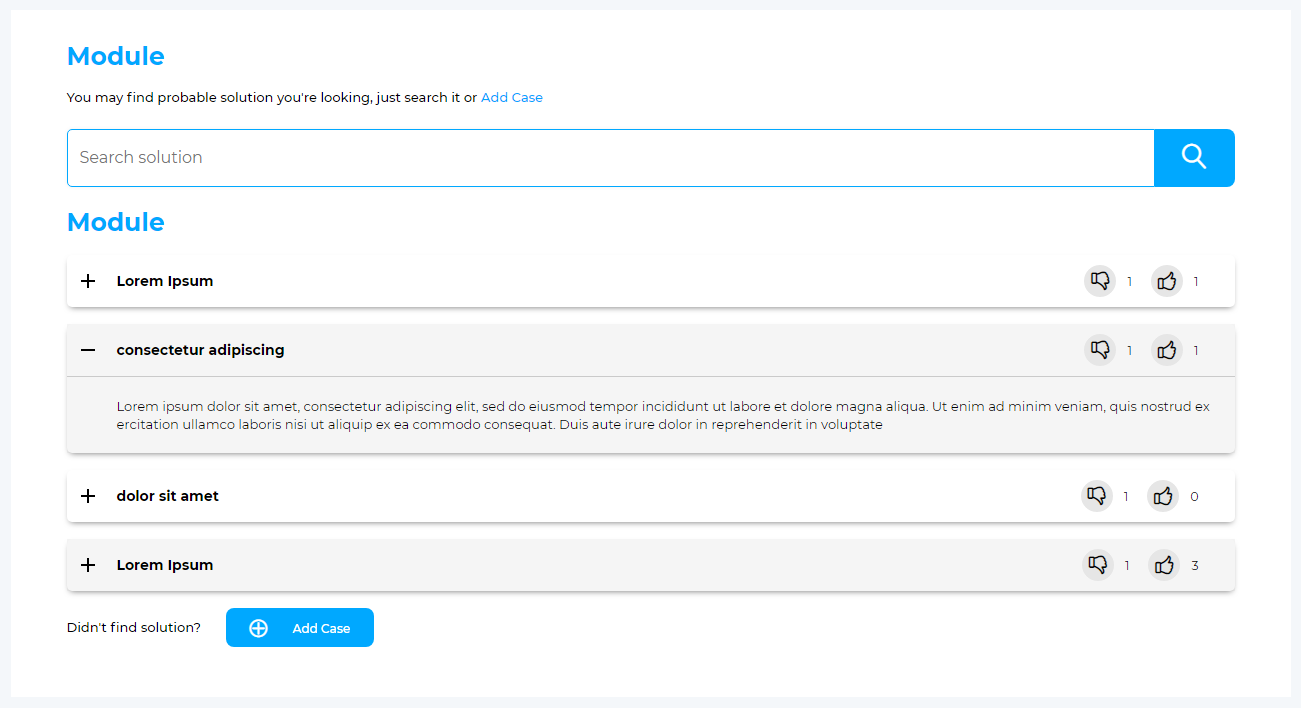 Module
You may find probable solution you're looking, just search it or Add Case
Search solution
Module
Lorem Ipsum 1 1
consectetur adipiscing 1 1
Lorem ipsum dolor sit amet, consectetur adipiscing elit, sed do eiusmod tempor incididunt ut labore et dolore magna aliqua. Ut enim ad minim veniam, quis nostrud ex
ercitation ullamco laboris nisi ut aliquip ex ea commodo consequat. Duis aute irure dolor in reprehenderit in voluptate
dolor sit amet 1 0
Lorem Ipsum 1 3
Didn't find solution? Add Case